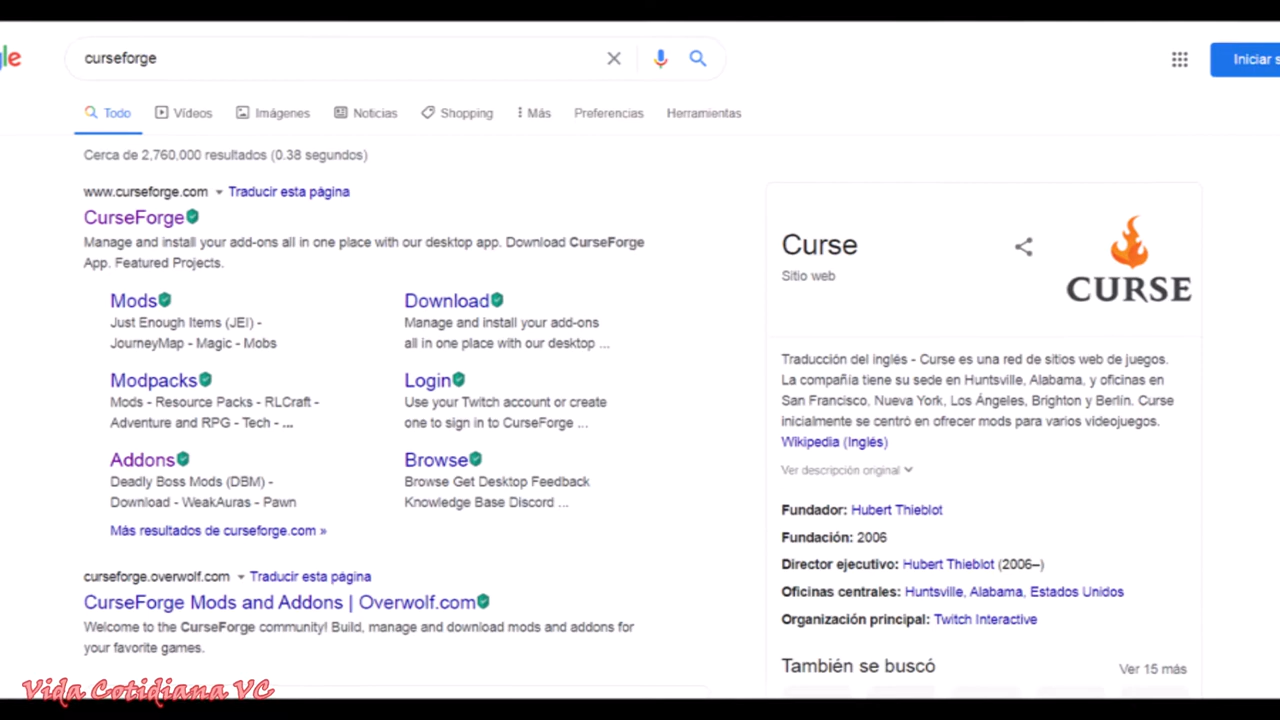 le
curseforge
Iniciar s
Todo
Vídeos
Imágenes
Noticias
Shopping
Más
Preferencias
Herramientas
Cerca de 2,760,000 resultados (0.38 segundos)
www.curseforge.com
Traducir esta página
CurseForge
Manage and install your add-ons all in one place with our desktop app. Download CurseForge
App. Featured Projects.
Mods
Just Enough Items (JEI) -
JourneyMap - Magic - Mobs
Download
Manage and install your add-ons
all in one place with our desktop ...
Modpacks
Mods - Resource Packs - RLCraft -
Adventure and RPG - Tech - ...
Login
Use your Twitch account or create
one to sign in to CurseForge ...
Addons
Deadly Boss Mods (DBM) -
Download - WeakAuras - Pawn
Browse
Browse Get Desktop Feedback
Knowledge Base Discord ...
Más resultados de curseforge.com »
curseforge.overwolf.com
Traducir esta página
CurseForge Mods and Addons | Overwolf.com
Welcome to the CurseForge community! Build, manage and download mods and addons for
your favorite games.
Curse
Sitio web
CURSE
Traducción del inglés - Curse es una red de sitios web de juegos.
La compañía tiene su sede en Huntsville, Alabama, y oficinas en
San Francisco, Nueva York, Los Ángeles, Brighton y Berlín. Curse
inicialmente se centró en ofrecer mods para varios videojuegos.
Wikipedia (Inglés)
Ver descripción original
Fundador: Hubert Thieblot
Fundación: 2006
Director ejecutivo: Hubert Thieblot (2006–)
Oficinas centrales: Huntsville, Alabama, Estados Unidos
Organización principal: Twitch Interactive
También se buscó
Ver 15 más
Vida Cotidiana VC